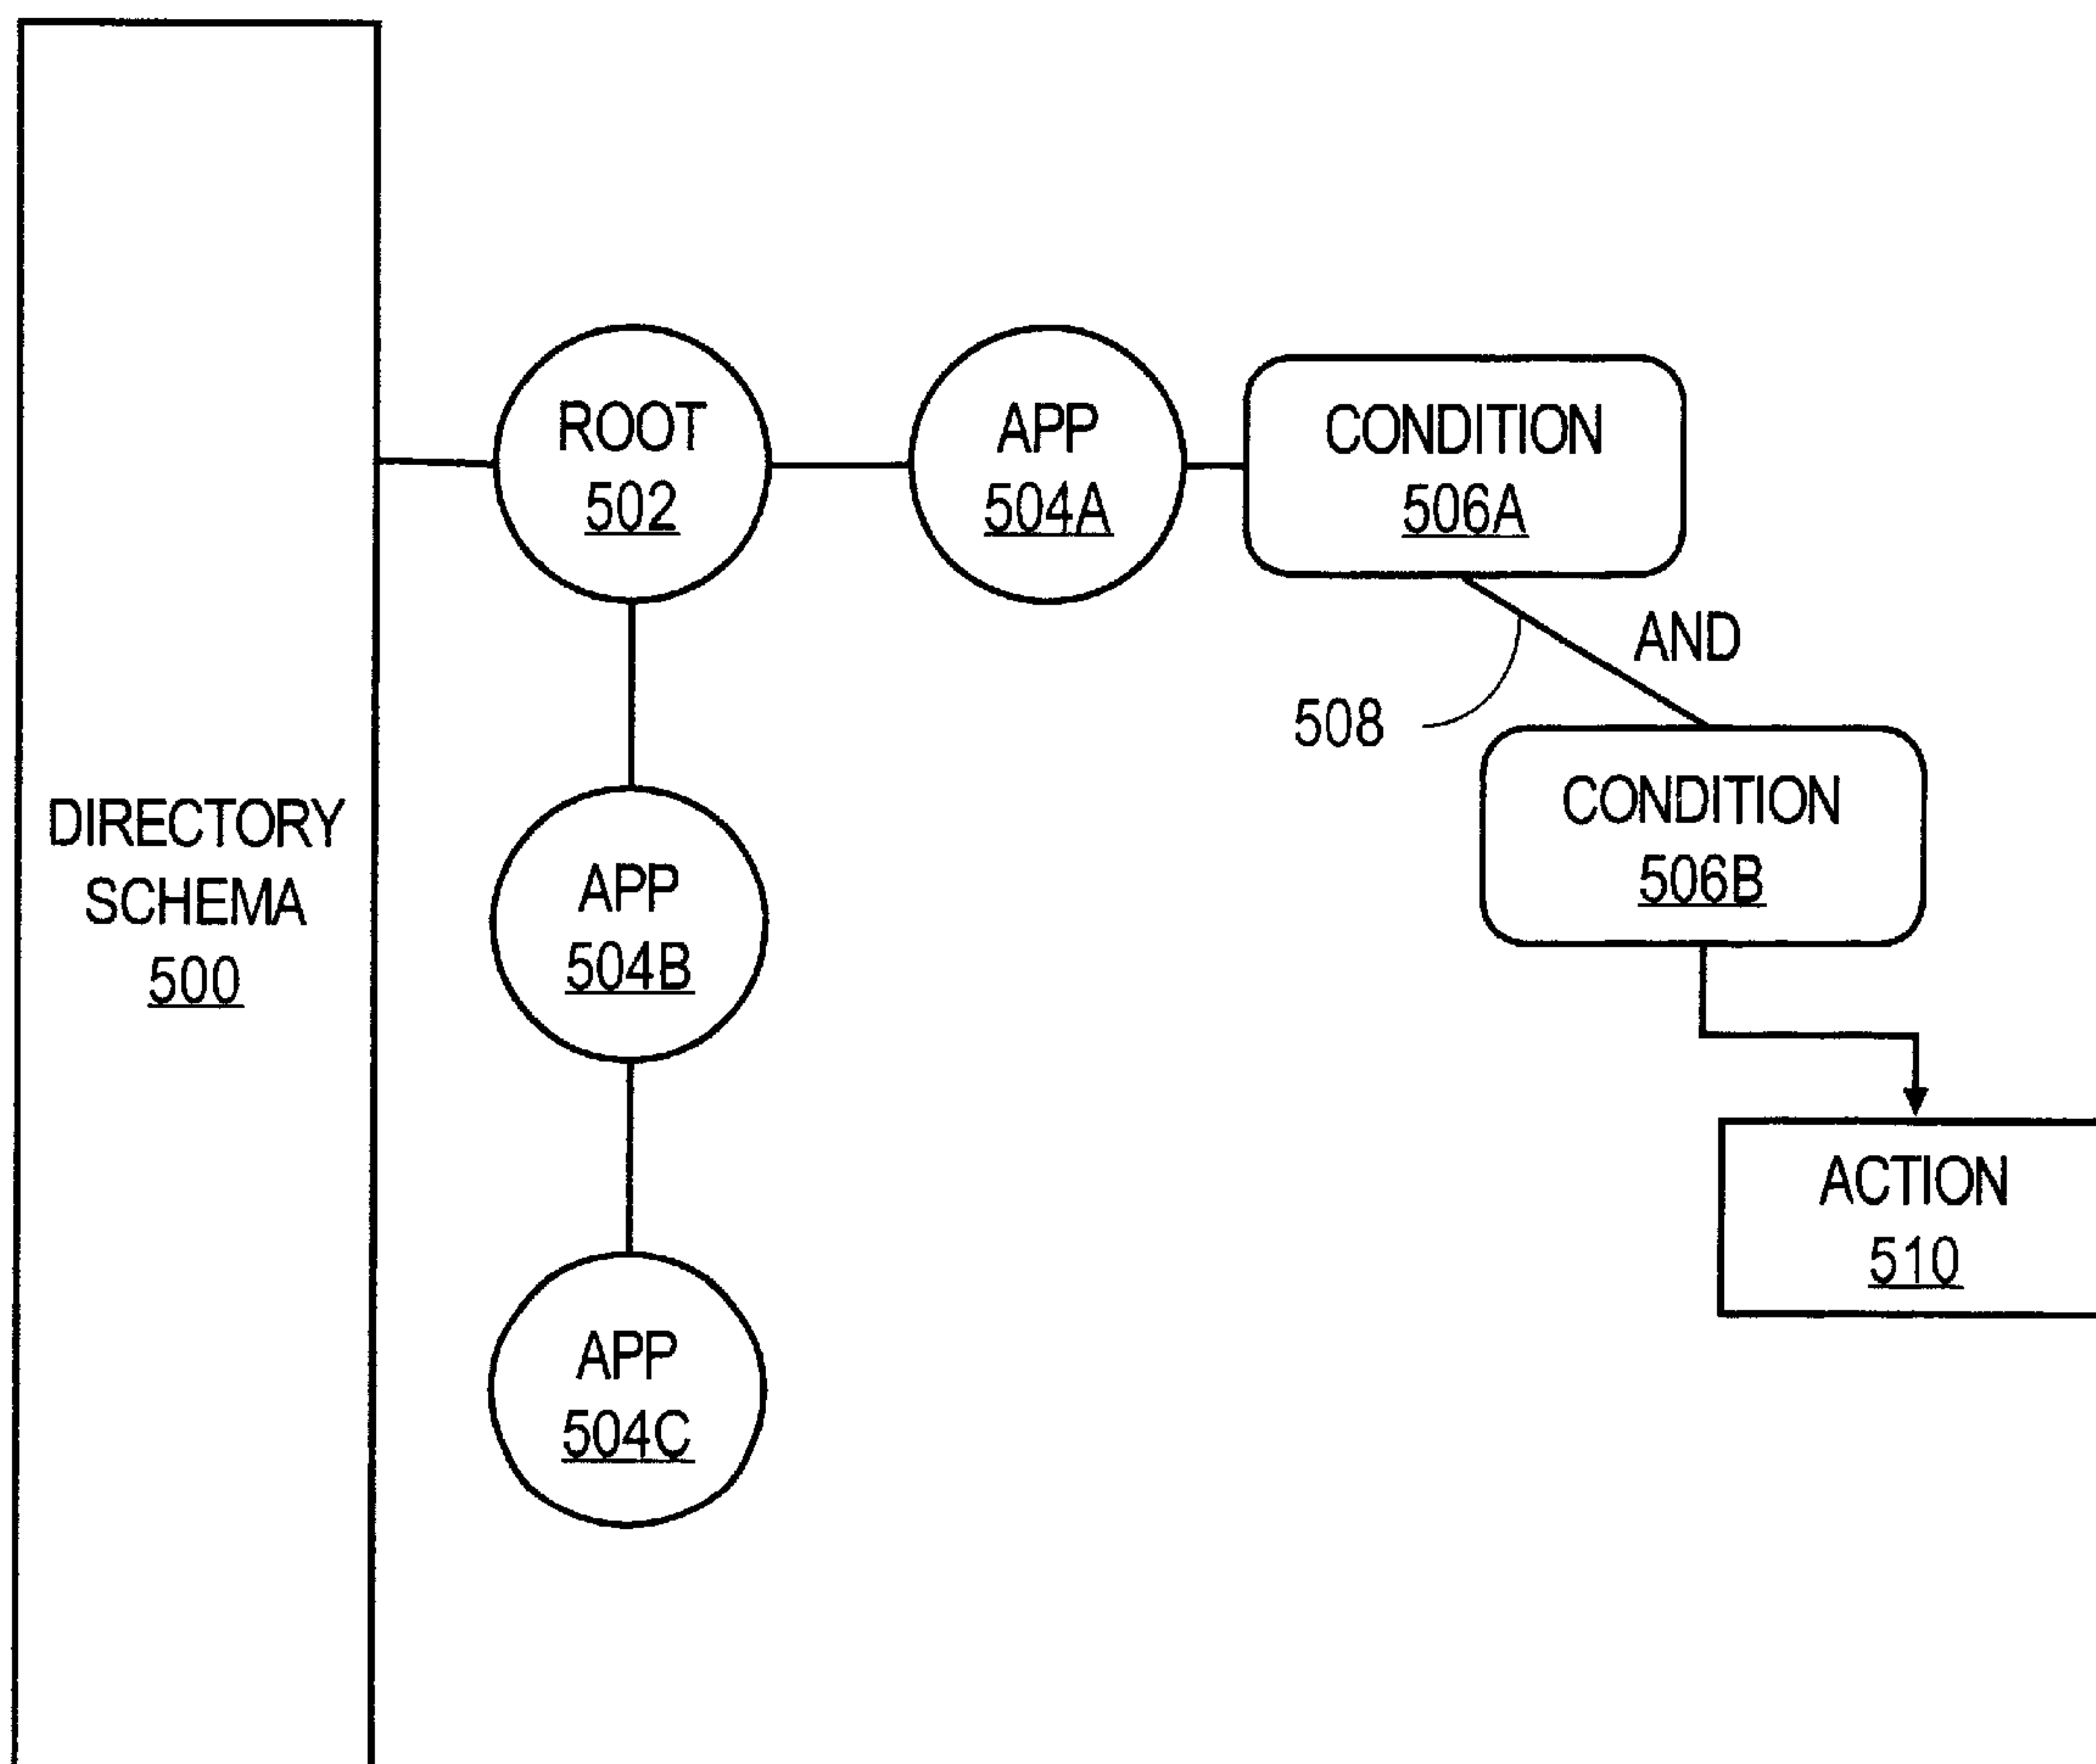 ROOT
502
APP
504A
CONDITION
506A
AND
508
CONDITION
506B
DIRECTORY
SCHEMA
500
APP
504B
ACTION
510
APP
504C